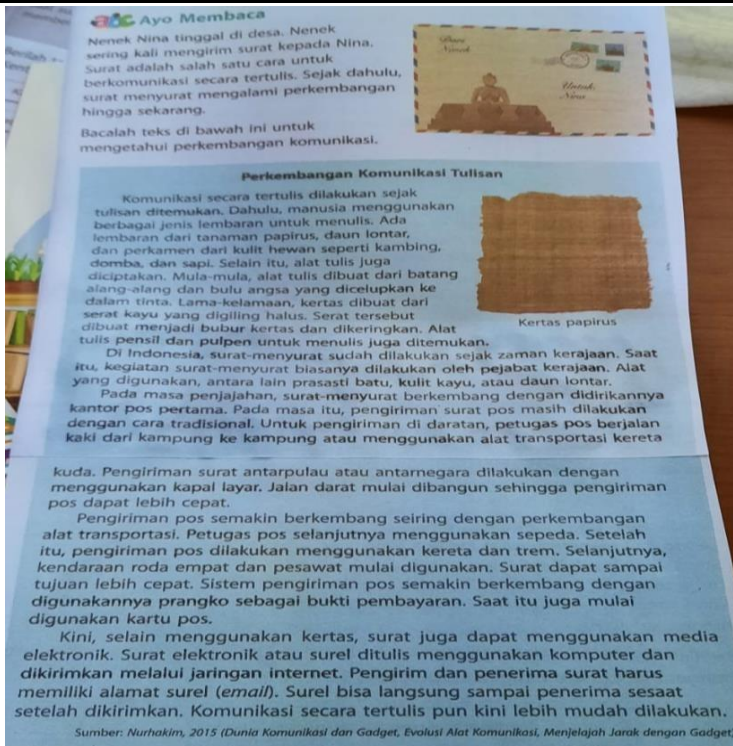 abc Ayo Membaca
Nenek Nina tinggal di desa. Nenek
sering kali mengirim surat kepada Nina.
Surat adalah salah satu cara untuk
berkomunikasi secara tertulis. Sejak dahulu,
surat menyurat mengalami perkembangan
hingga sekarang.
Bacalah teks di bawah ini untuk
mengetahui perkembangan komunikasi.
Untuk
Nina
Perkembangan Komunikasi Tulisan
Komunikasi secara tertulis dilakukan sejak
tulisan ditemukan. Dahulu, manusia menggunakan
berbagai jenis lembaran untuk menulis. Ada
lembaran dari tanaman papirus, daun lontar,
dan perkamen dari kulit hewan seperti kambing,
domba, dan sapi. Selain itu, alat tulis juga
diciptakan. Mula-mula, alat tulis dibuat dari batang
alang-alang dan bulu angsa yang dicelupkan ke
dalam tinta. Lama-kelamaan, kertas dibuat dari
serat kayu yang digiling halus. Serat tersebut
dibuat menjadi bubur kertas dan dikeringkan. Alat
tulis pensil dan pulpen untuk menulis juga ditemukan.
Kertas papirus
Di Indonesia, surat-menyurat sudah dilakukan sejak zaman kerajaan. Saat
itu, kegiatan surat-menyurat biasanya dilakukan oleh pejabat kerajaan. Alat
yang digunakan, antara lain prasasti batu, kulit kayu, atau daun lontar.
Pada masa penjajahan, surat-menyurat berkembang dengan didirikannya
kantor pos pertama. Pada masa itu, pengiriman surat pos masih dilakukan
dengan cara tradisional. Untuk pengiriman di daratan, petugas pos berjalan
kaki dari kampung ke kampung atau menggunakan alat transportasi kereta
kuda. Pengiriman surat antarpulau atau antarnegara dilakukan dengan
menggunakan kapal layar. Jalan darat mulai dibangun sehingga pengiriman
pos dapat lebih cepat.
Pengiriman pos semakin berkembang seiring dengan perkembangan
alat transportasi. Petugas pos selanjutnya menggunakan sepeda. Setelah
itu, pengiriman pos dilakukan menggunakan kereta dan trem. Selanjutnya,
kendaraan roda empat dan pesawat mulai digunakan. Surat dapat sampai
tujuan lebih cepat. Sistem pengiriman pos semakin berkembang dengan
digunakannya prangko sebagai bukti pembayaran. Saat itu juga mulai
digunakan kartu pos.
Kini, selain menggunakan kertas, surat juga dapat menggunakan media
elektronik. Surat elektronik atau surel ditulis menggunakan komputer dan
dikirimkan melalui jaringan internet. Pengirim dan penerima surat harus
memiliki alamat surel (email). Surel bisa langsung sampai penerima sesaat
setelah dikirimkan. Komunikasi secara tertulis pun kini lebih mudah dilakukan.
Sumber: Nurhakim, 2015 (Dunia Komunikasi dan Gadget, Evolusi Alat Komunikasi, Menjelajah Jarak dengan Gadget